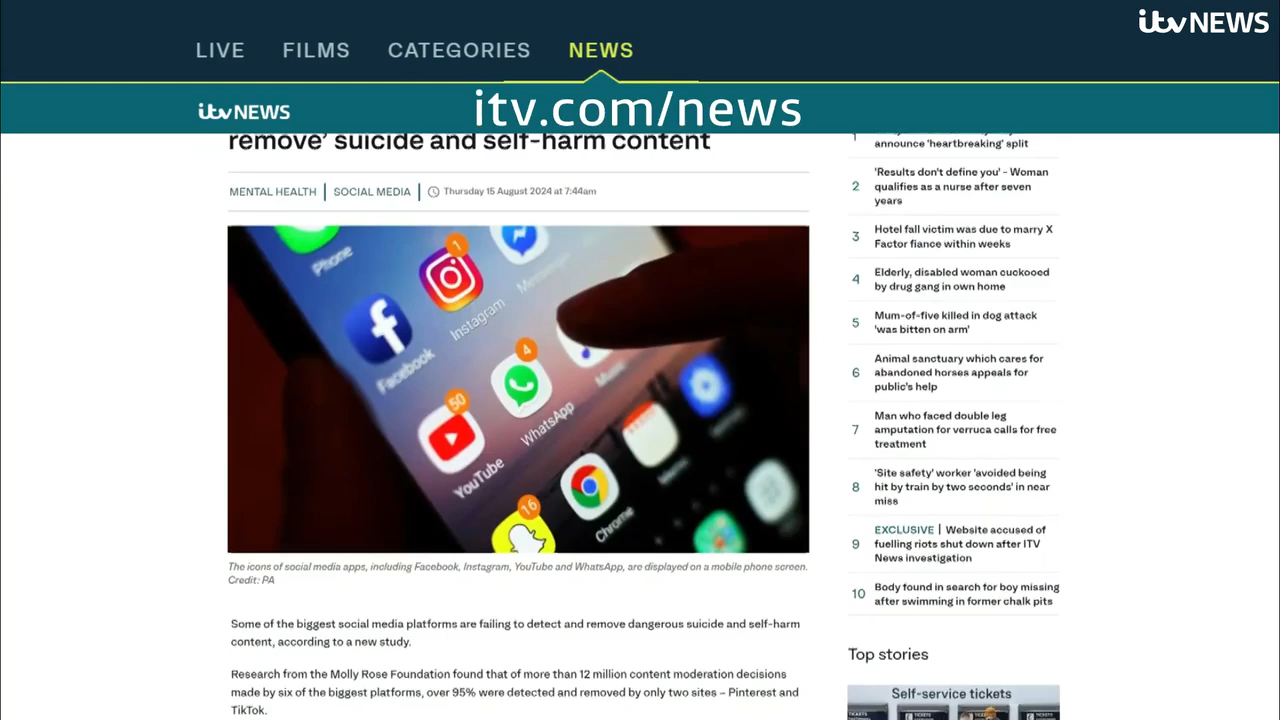 itv NEWS
LIVE FILMS CATEGORIES NEWS
itv NEWS
itv.com/news
remove’ suicide and self-harm content
MENTAL HEALTH | SOCIAL MEDIA | Thursday 15 August 2024 at 7:44am
iPhone
1
Instagram
Facebook
4
WhatsApp
50
YouTube
Chrome
16
The icons of social media apps, including Facebook, Instagram, YouTube and WhatsApp, are displayed on a mobile phone screen.
Credit: PA
Some of the biggest social media platforms are failing to detect and remove dangerous suicide and self-harm
content, according to a new study.
Research from the Molly Rose Foundation found that of more than 12 million content moderation decisions
made by six of the biggest platforms, over 95% were detected and removed by only two sites – Pinterest and
TikTok.
announce 'heartbreaking' split
2 'Results don't define you' - Woman
qualifies as a nurse after seven
years
3 Hotel fall victim was due to marry X
Factor fiance within weeks
4 Elderly, disabled woman cuckooed
by drug gang in own home
5 Mum-of-five killed in dog attack
'was bitten on arm'
6 Animal sanctuary which cares for
abandoned horses appeals for
public's help
7 Man who faced double leg
amputation for verruca calls for free
treatment
8 'Site safety' worker 'avoided being
hit by train by two seconds' in near
miss
9 EXCLUSIVE | Website accused of
fuelling riots shut down after ITV
News investigation
10 Body found in search for boy missing
after swimming in former chalk pits
Top stories
Self-service tickets